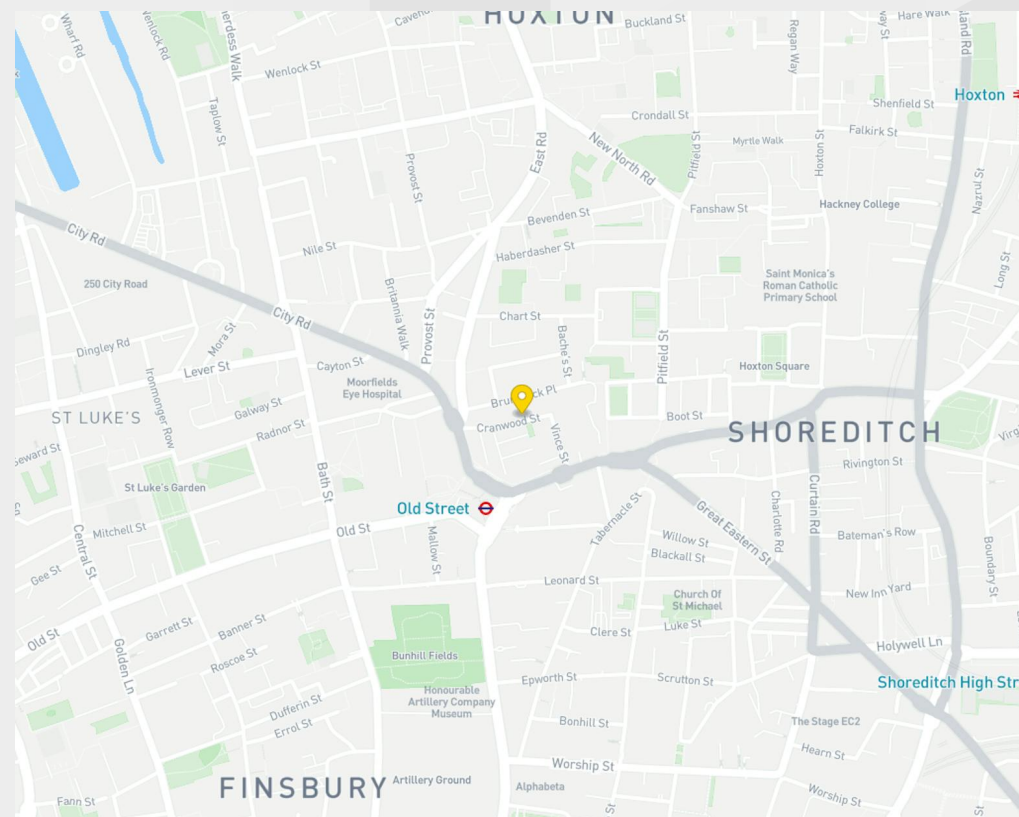 HOXTON
Buckland St
Hare Walk
Wharf Rd
Wenlock Rd
Wenlock St
Regan Way
Hoxton
Taplow St
Shenfield St
Crondall St
Falkirk St
Myrtle Walk
Hoxton St
East Rd
New North Rd
Pitfield St
Provost St
Nazrul St
Hackney College
Fanshaw St
Bevenden St
City Rd
Nile St
Haberdasher St
Long St
250 City Road
Saint Monica's
Roman Catholic
Primary School
Britannia Walk
City Rd
Chart St
Provost St
Bache's St
Pitfield St
Mora St
Dingley Rd
Lever St
Cayton St
Hoxton Square
Moorfields
Eye Hospital
Ironmonger Row
Galway St
ST LUKE'S
Boot St
Cranwood St
Radnor St
SHOREDITCH
Vince St
Rivington St
St Luke's Garden
Bath St
Curtain Rd
Old Street
Charlotte Rd
Tabernacle St
Great Eastern St
Mitchell St
Old St
Central St
Mallow St
Willow St
Bateman's Row
Blackall St
Boundary St
Gee St
Leonard St
New Inn Yard
Church Of
St Michael
Luke St
Banner St
Garrett St
Clere St
Old St
Holywell Ln
Golden Ln
Roscoe St
Bunhill Fields
Epworth St
Scrutton St
Shoreditch High Str
Honourable
Artillery Company
Museum
Dufferin St
Errol St
Bonhill St
The Stage EC2
Hearn St
Worship St
FINSBURY
Artillery Ground
Alphabeta
Worship St
Fann St